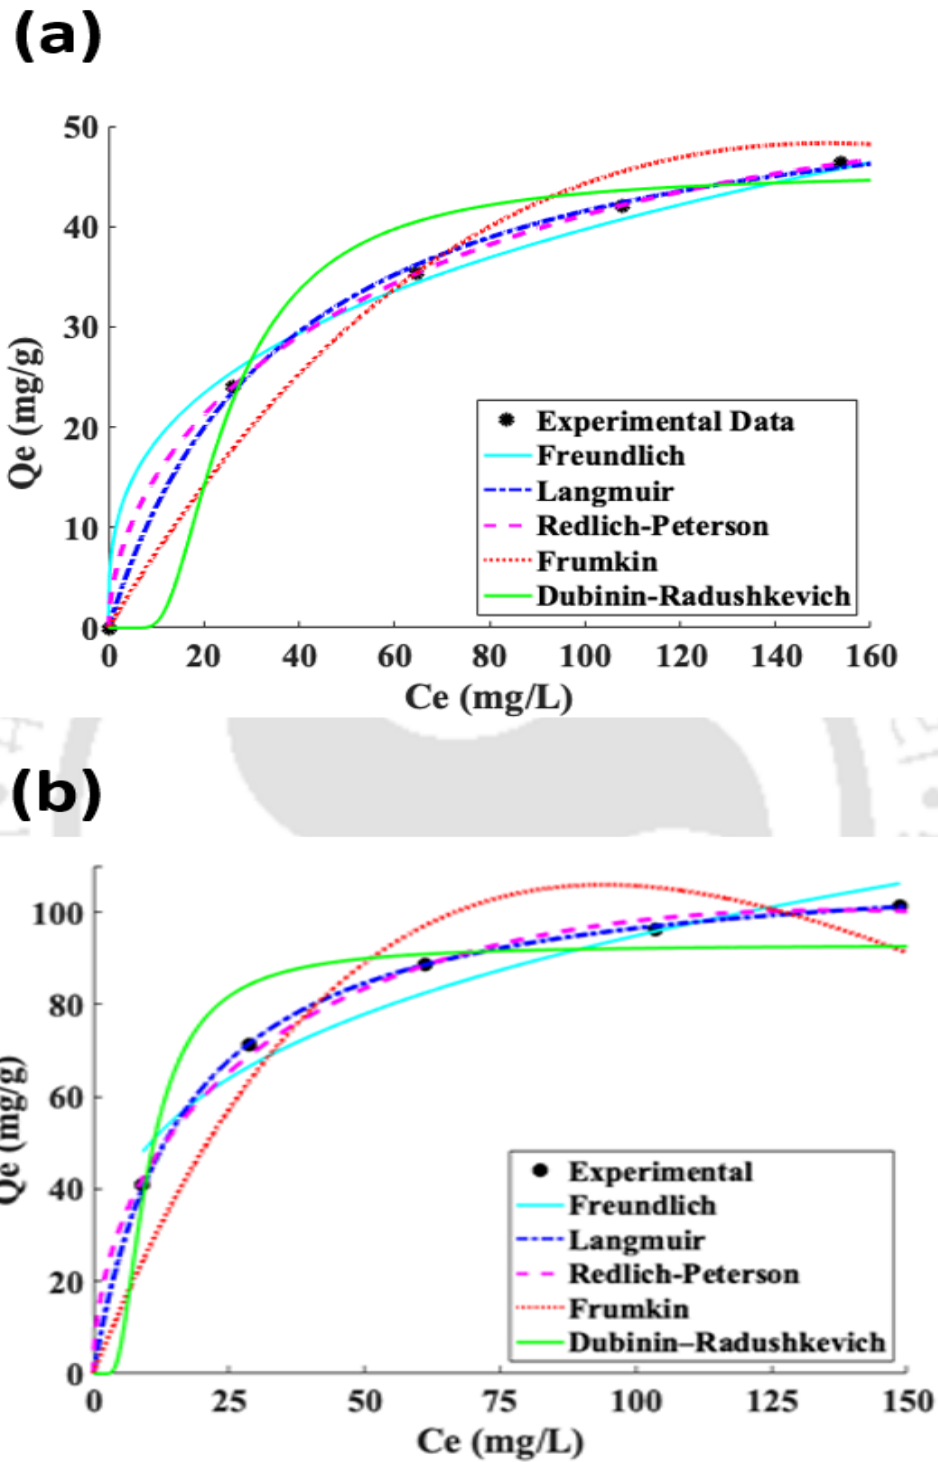 (a)
50
40
30
20
10
0
Qe (mg/g)
Experimental Data
Freundlich
Langmuir
Redlich-Peterson
Frumkin
Dubinin-Radushkevich
0 20 40 60 80 100 120 140 160
Ce (mg/L)
(b)
100
80
60
40
20
0
Qe (mg/g)
Experimental
Freundlich
Langmuir
Redlich-Peterson
Frumkin
Dubinin–Radushkevich
0 25 50 75 100 125 150
Ce (mg/L)